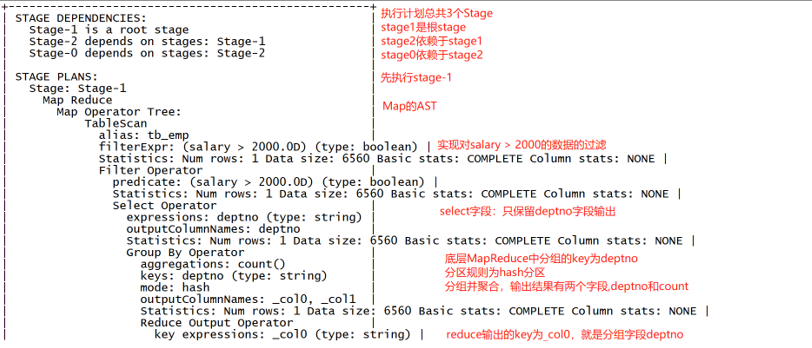 +--------------------------------------------------+
| STAGE DEPENDENCIES: | 执行计划总共3个Stage
| Stage-1 is a root stage | stage1是根stage
| Stage-2 depends on stages: Stage-1 | stage2依赖于stage1
| Stage-0 depends on stages: Stage-2 | stage0依赖于stage2
| |
| STAGE PLANS: | 先执行stage-1
| Stage: Stage-1 |
| Map Reduce |
| Map Operator Tree: | Map的AST
| TableScan |
| alias: tb_emp |
| filterExpr: (salary > 2000.0D) (type: boolean) | 实现对salary > 2000的数据的过滤
| Statistics: Num rows: 1 Data size: 6560 Basic stats: COMPLETE Column stats: NONE |
| Filter Operator |
| predicate: (salary > 2000.0D) (type: boolean) |
| Statistics: Num rows: 1 Data size: 6560 Basic stats: COMPLETE Column stats: NONE |
| Select Operator |
| expressions: deptno (type: string) | select字段：只保留deptno字段输出
| outputColumnNames: deptno |
| Statistics: Num rows: 1 Data size: 6560 Basic stats: COMPLETE Column stats: NONE |
| Group By Operator |
| aggregations: count() | 底层MapReduce中分组的key为deptno
| keys: deptno (type: string) | 分区规则为hash分区
| mode: hash | 分组并聚合，输出结果有两个字段,deptno和count
| outputColumnNames: _col0, _col1 |
| Statistics: Num rows: 1 Data size: 6560 Basic stats: COMPLETE Column stats: NONE |
| Reduce Output Operator |
| key expressions: _col0 (type: string) | reduce输出的key为_col0，就是分组字段deptno